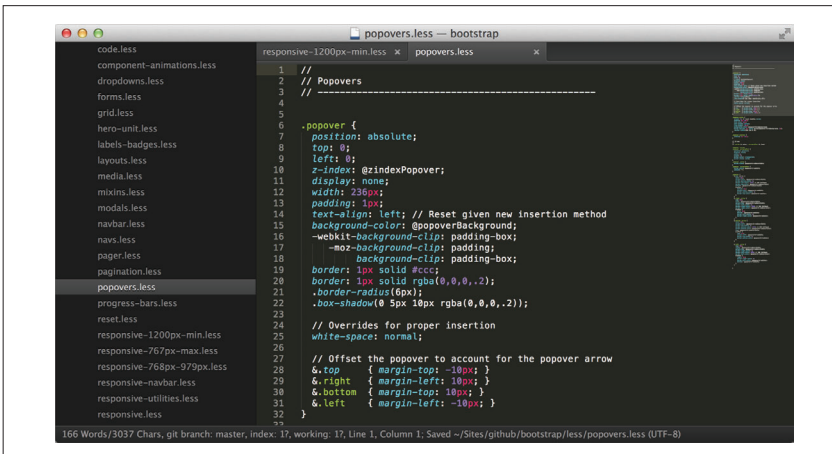 popovers.less — bootstrap
code.less
component-animations.less
dropdowns.less
forms.less
grid.less
hero-unit.less
labels-badges.less
layouts.less
media.less
mixins.less
modals.less
navbar.less
navs.less
pager.less
pagination.less
popovers.less
progress-bars.less
reset.less
responsive-1200px-min.less
responsive-767px-max.less
responsive-768px-979px.less
responsive-navbar.less
responsive-utilities.less
responsive.less
responsive-1200px-min.less × popovers.less ×
1 //
2 // Popovers
3 // --------------------------------------------------
4
5
6 .popover {
7 position: absolute;
8 top: 0;
9 left: 0;
10 z-index: @zindexPopover;
11 display: none;
12 width: 236px;
13 padding: 1px;
14 text-align: left; // Reset given new insertion method
15 background-color: @popoverBackground;
16 -webkit-background-clip: padding-box;
17 -moz-background-clip: padding;
18 background-clip: padding-box;
19 border: 1px solid #ccc;
20 border: 1px solid rgba(0,0,0,.2);
21 .border-radius(6px);
22 .box-shadow(0 5px 10px rgba(0,0,0,.2));
23
24 // Overrides for proper insertion
25 white-space: normal;
26
27 // Offset the popover to account for the popover arrow
28 &.top { margin-top: -10px; }
29 &.right { margin-left: 10px; }
30 &.bottom { margin-top: 10px; }
31 &.left { margin-left: -10px; }
32 }
33
166 Words/3037 Chars, git branch: master, index: 1?, working: 1?, Line 1, Column 1; Saved ~/Sites/github/bootstrap/less/popovers.less (UTF-8)